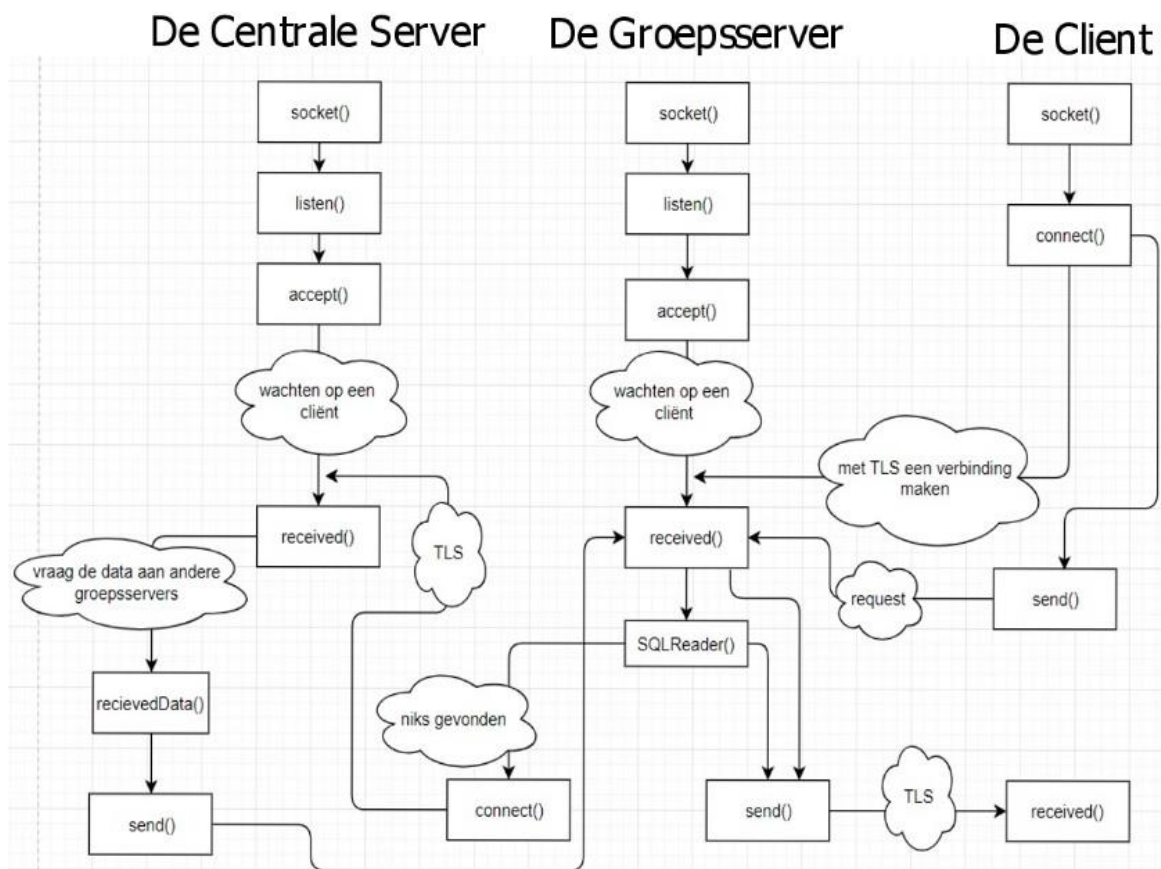 De Centrale Server
De Groepsserver
De Client
socket()
listen()
accept()
wachten op een
cliënt
received()
TLS
vraag de data aan andere
groepsservers
recievedData()
send()
socket()
listen()
accept()
wachten op een
cliënt
received()
SQLReader()
niks gevonden
connect()
send()
socket()
connect()
met TLS een verbinding
maken
request
send()
TLS
received()